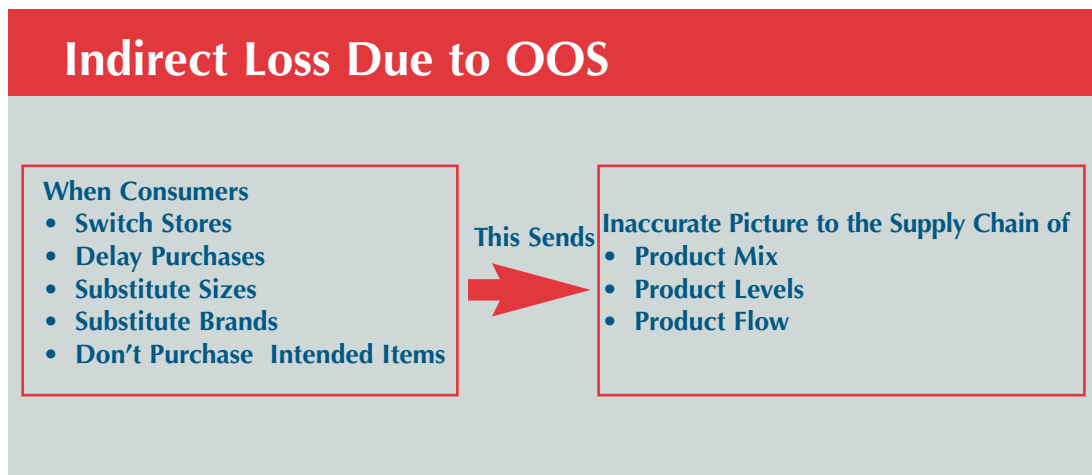 Indirect Loss Due to OOS
When Consumers
• Switch Stores
• Delay Purchases
• Substitute Sizes
• Substitute Brands
• Don’t Purchase  Intended Items
This Sends
Inaccurate Picture to the Supply Chain of
• Product Mix
• Product Levels
• Product Flow